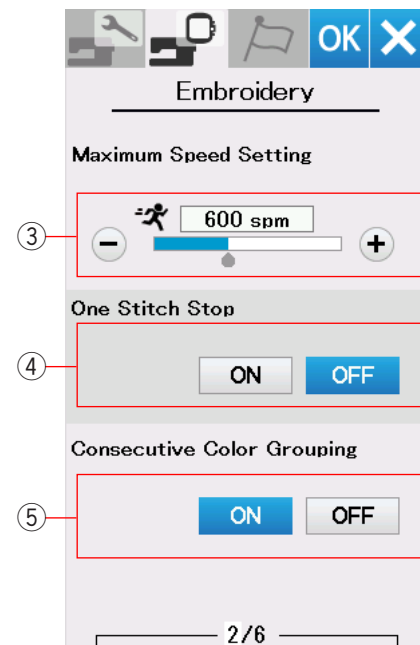 OK
Embroidery
Maximum Speed Setting
③
600 spm
One Stitch Stop
④
ON OFF
Consecutive Color Grouping
⑤
ON OFF
2/6